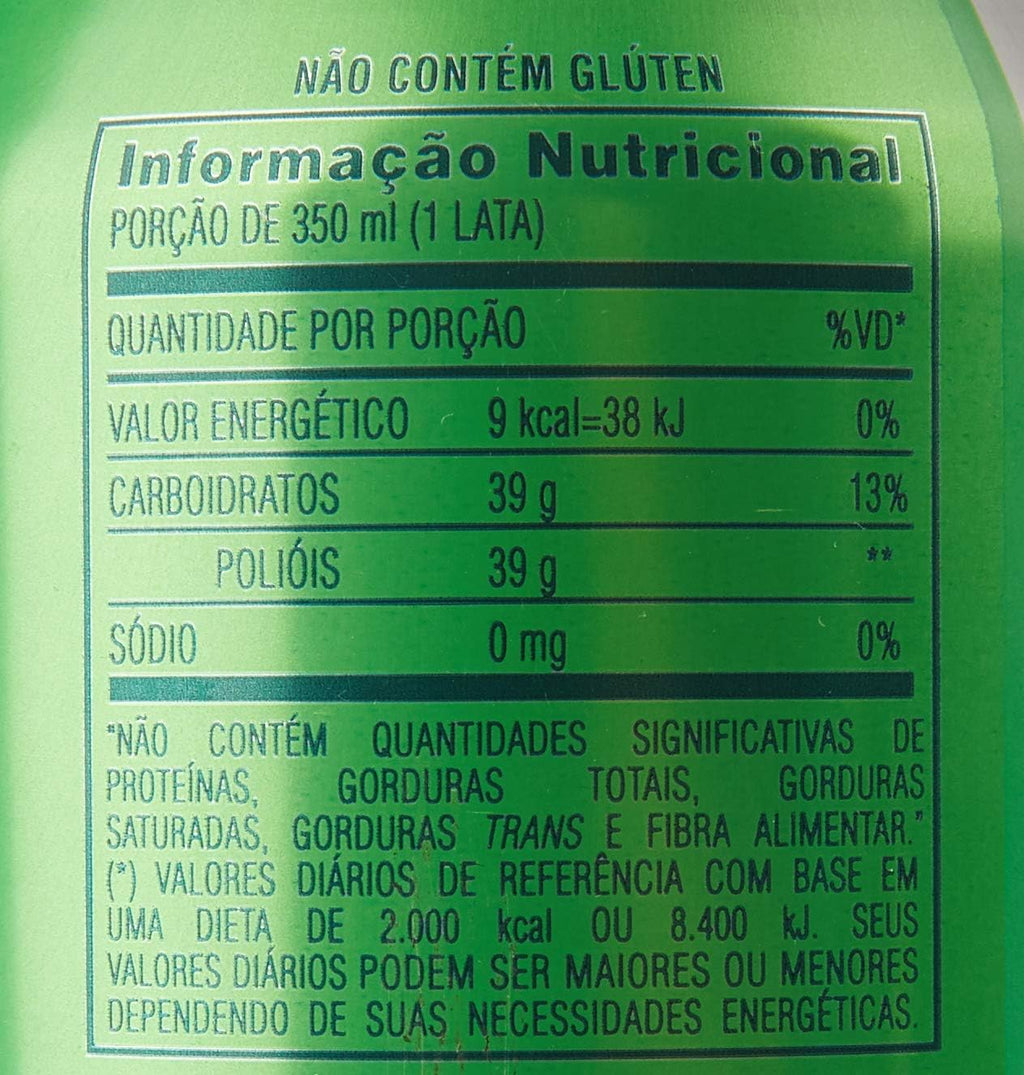 NÃO CONTÉM GLÚTEN
Informação Nutricional
PORÇÃO DE 350 ml (1 LATA)
QUANTIDADE POR PORÇÃO %VD*
VALOR ENERGÉTICO 9 kcal=38 kJ 0%
CARBOIDRATOS 39 g 13%
POLIÓIS 39 g **
SÓDIO 0 mg 0%
"NÃO CONTÉM QUANTIDADES SIGNIFICATIVAS DE
PROTEÍNAS, GORDURAS TOTAIS, GORDURAS
SATURADAS, GORDURAS TRANS E FIBRA ALIMENTAR."
(*) VALORES DIÁRIOS DE REFERÊNCIA COM BASE EM
UMA DIETA DE 2.000 kcal OU 8.400 kJ. SEUS
VALORES DIÁRIOS PODEM SER MAIORES OU MENORES
DEPENDENDO DE SUAS NECESSIDADES ENERGÉTICAS.